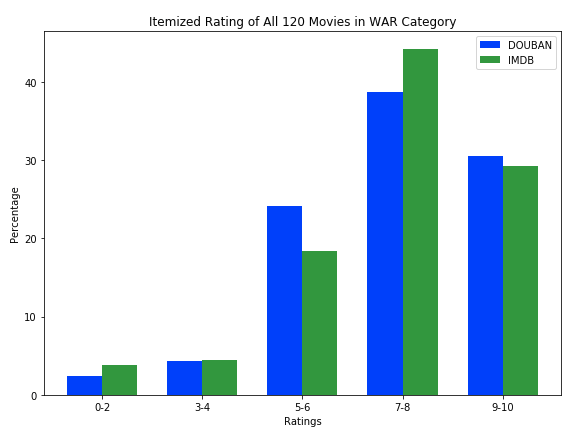 Itemized Rating of All 120 Movies in WAR Category
DOUBAN
IMDB
Percentage
40
30
20
10
0
0-2
3-4
5-6
7-8
9-10
Ratings